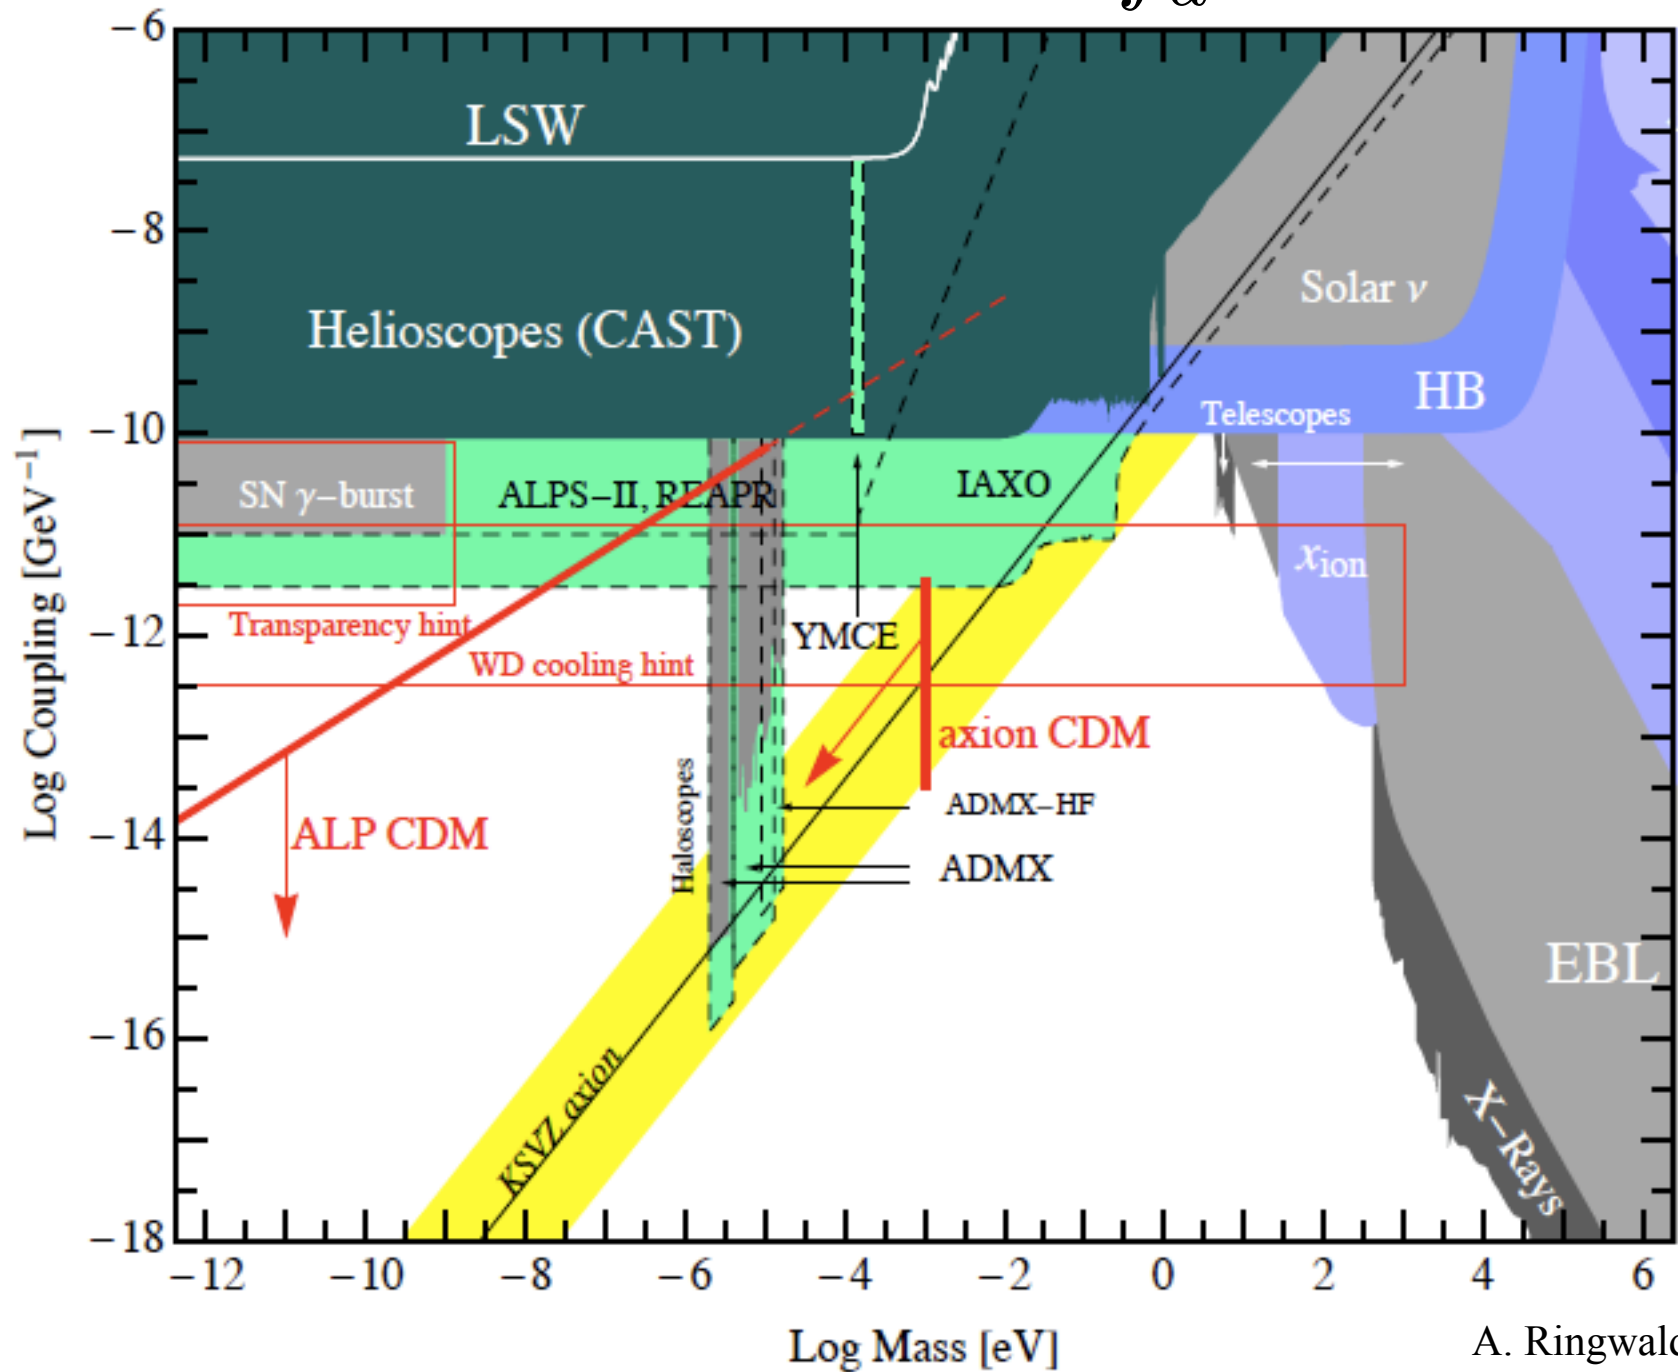 −6
LSW
−8
Solar ν
Helioscopes (CAST)
HB
Telescopes
−10
SN γ−burst
ALPS−II, REAPR
IAXO
x_ion
−12
Transparency hint
YMCE
WD cooling hint
axion CDM
Haloscopes
ADMX−HF
−14
ALP CDM
ADMX
EBL
−16
KSVZ axion
X−Rays
−18
−12 −10 −8 −6 −4 −2 0 2 4 6
Log Coupling [GeV⁻¹]
Log Mass [eV]
A. Ringwald